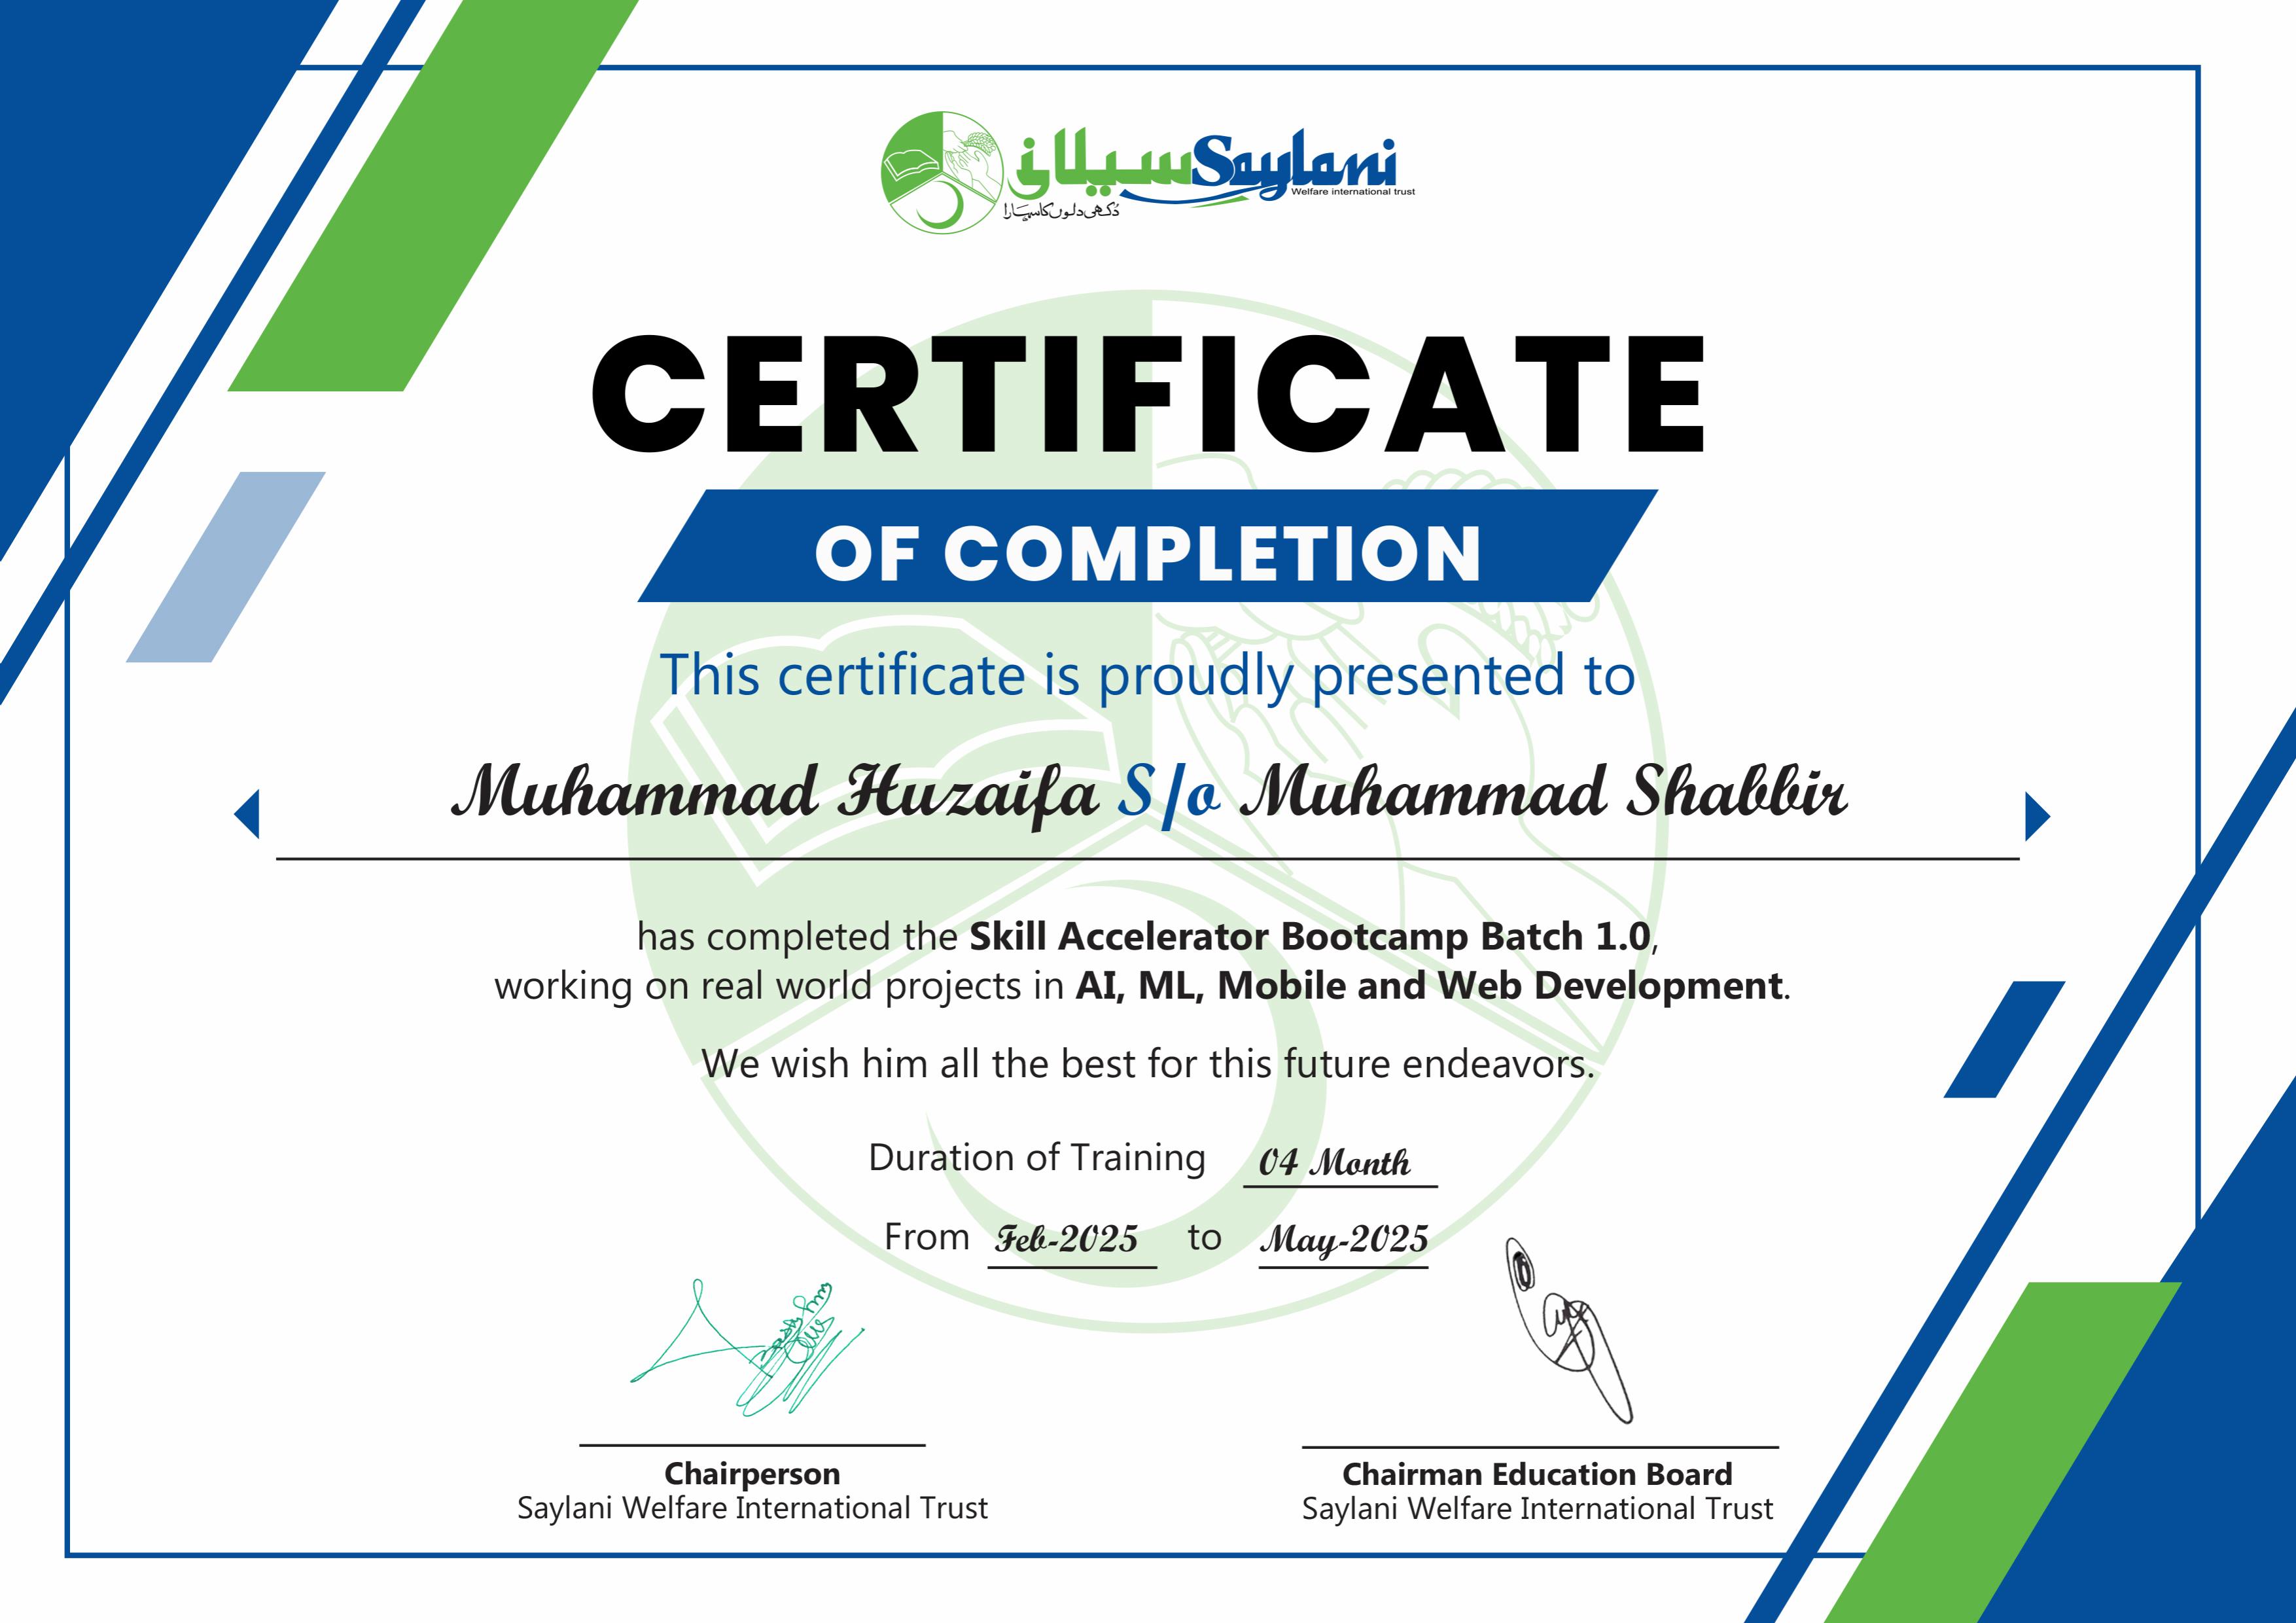 سیلانی Saylani
Welfare international trust
دُکھی دلوں کا سہارا
CERTIFICATE
OF COMPLETION
This certificate is proudly presented to
Muhammad Huzaifa S/o Muhammad Shabbir
has completed the Skill Accelerator Bootcamp Batch 1.0,
working on real world projects in AI, ML, Mobile and Web Development.
We wish him all the best for this future endeavors.
Duration of Training 04 Month
From Feb-2025 to May-2025
Chairperson
Saylani Welfare International Trust
Chairman Education Board
Saylani Welfare International Trust